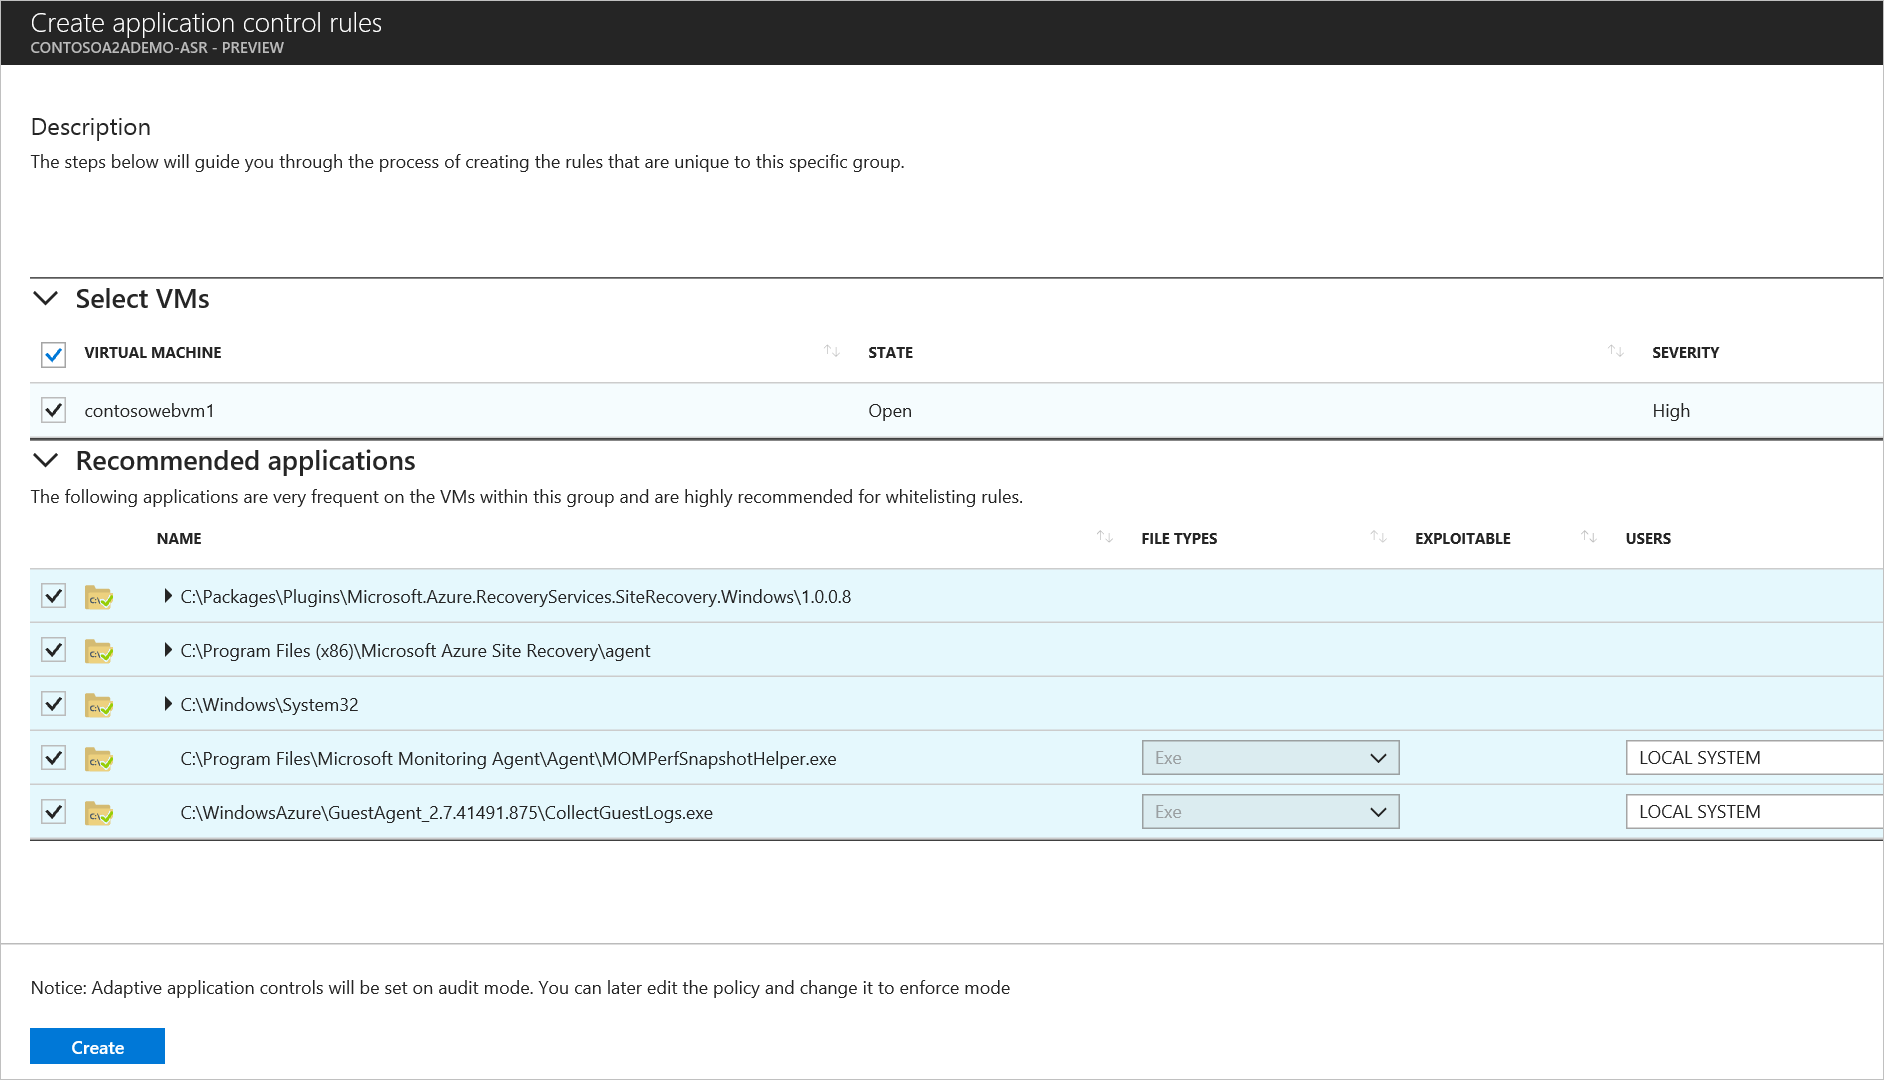 Create application control rules
CONTOSOA2ADEMO-ASR - PREVIEW
Description
The steps below will guide you through the process of creating the rules that are unique to this specific group.
Select VMs
VIRTUAL MACHINE STATE SEVERITY
contosowebvm1 Open High
Recommended applications
The following applications are very frequent on the VMs within this group and are highly recommended for whitelisting rules.
NAME FILE TYPES EXPLOITABLE USERS
C:\Packages\Plugins\Microsoft.Azure.RecoveryServices.SiteRecovery.Windows\1.0.0.8
C:\Program Files (x86)\Microsoft Azure Site Recovery\agent
C:\Windows\System32
C:\Program Files\Microsoft Monitoring Agent\Agent\MOMPerfSnapshotHelper.exe Exe LOCAL SYSTEM
C:\WindowsAzure\GuestAgent_2.7.41491.875\CollectGuestLogs.exe Exe LOCAL SYSTEM
Notice: Adaptive application controls will be set on audit mode. You can later edit the policy and change it to enforce mode
Create